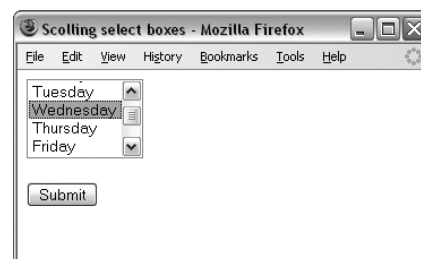 Scolling select boxes - Mozilla Firefox
File Edit View History Bookmarks Tools Help
Tuesday
Wednesday
Thursday
Friday
Submit